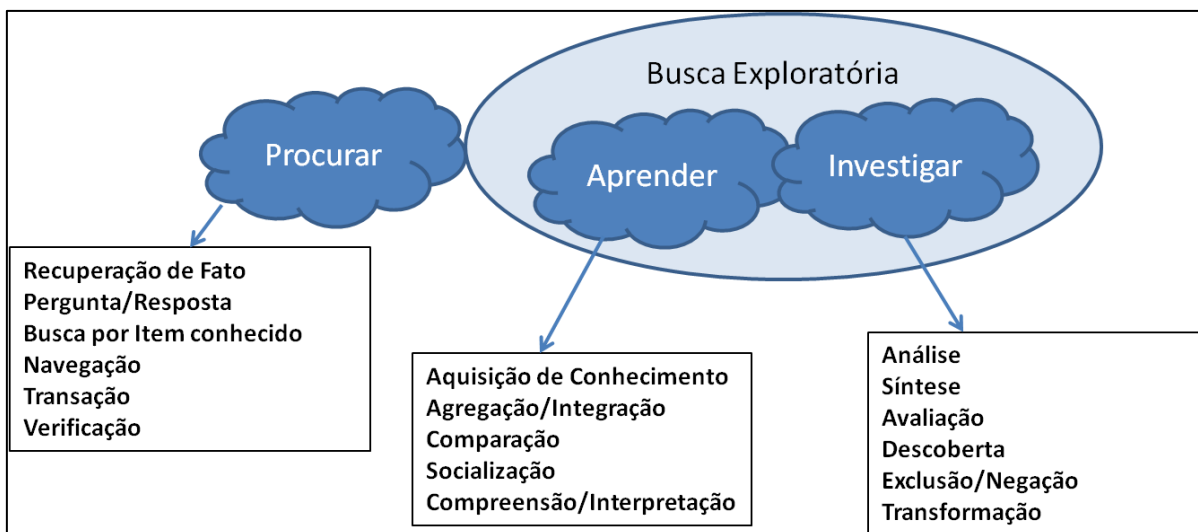 Busca Exploratória
Procurar
Aprender
Investigar
Recuperação de Fato
Pergunta/Resposta
Busca por Item conhecido
Navegação
Transação
Verificação
Aquisição de Conhecimento
Agregação/Integração
Comparação
Socialização
Compreensão/Interpretação
Análise
Síntese
Avaliação
Descoberta
Exclusão/Negação
Transformação